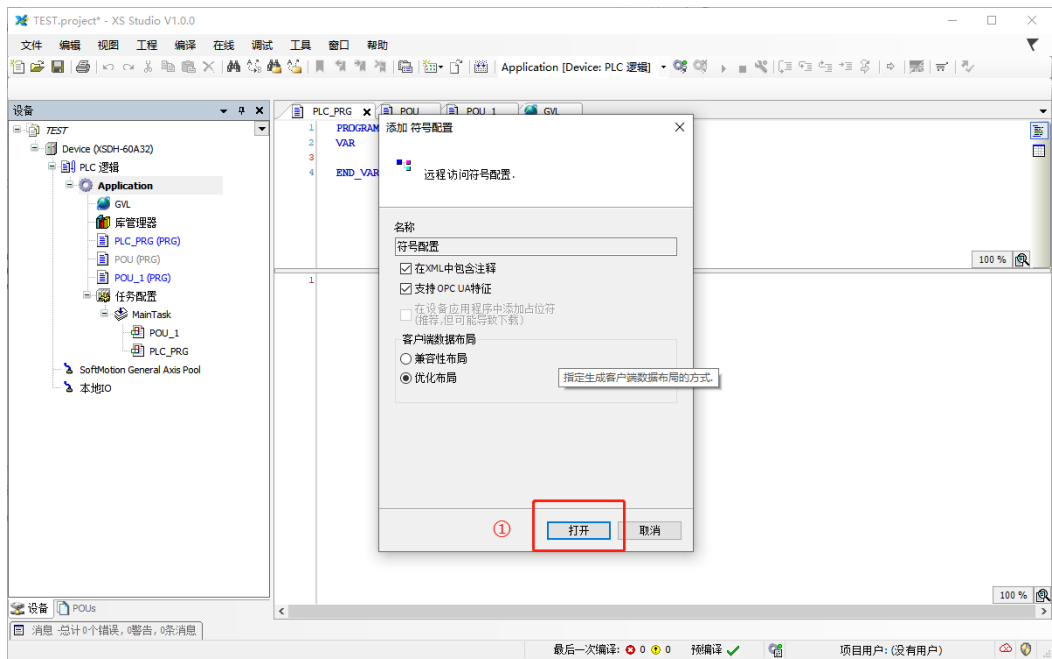 TEST.project* - XS Studio V1.0.0
文件 编辑 视图 工程 编译 在线 调试 工具 窗口 帮助
Application [Device: PLC 逻辑]
设备
PLC_PRG POU POU_1 GVL
TEST
Device (XSDH-60A32)
PLC 逻辑
Application
GVL
库管理器
PLC_PRG (PRG)
POU (PRG)
POU_1 (PRG)
任务配置
MainTask
POU_1
PLC_PRG
SoftMotion General Axis Pool
本地IO
1 PROGRAM
2 VAR
3
4 END_VAR
100 %
1
添加 符号配置
远程访问符号配置.
名称
符号配置
在XML中包含注释
支持 OPC UA特征
在设备应用程序中添加占位符
(推荐,但可能导致下载)
客户端数据布局
兼容性布局
优化布局
指定生成客户端数据布局的方式.
① 打开 取消
100 %
设备 POUs
消息 -总计0个错误, 0警告, 0条消息
最后一次编译: 0 0 预编译 项目用户: (没有用户)